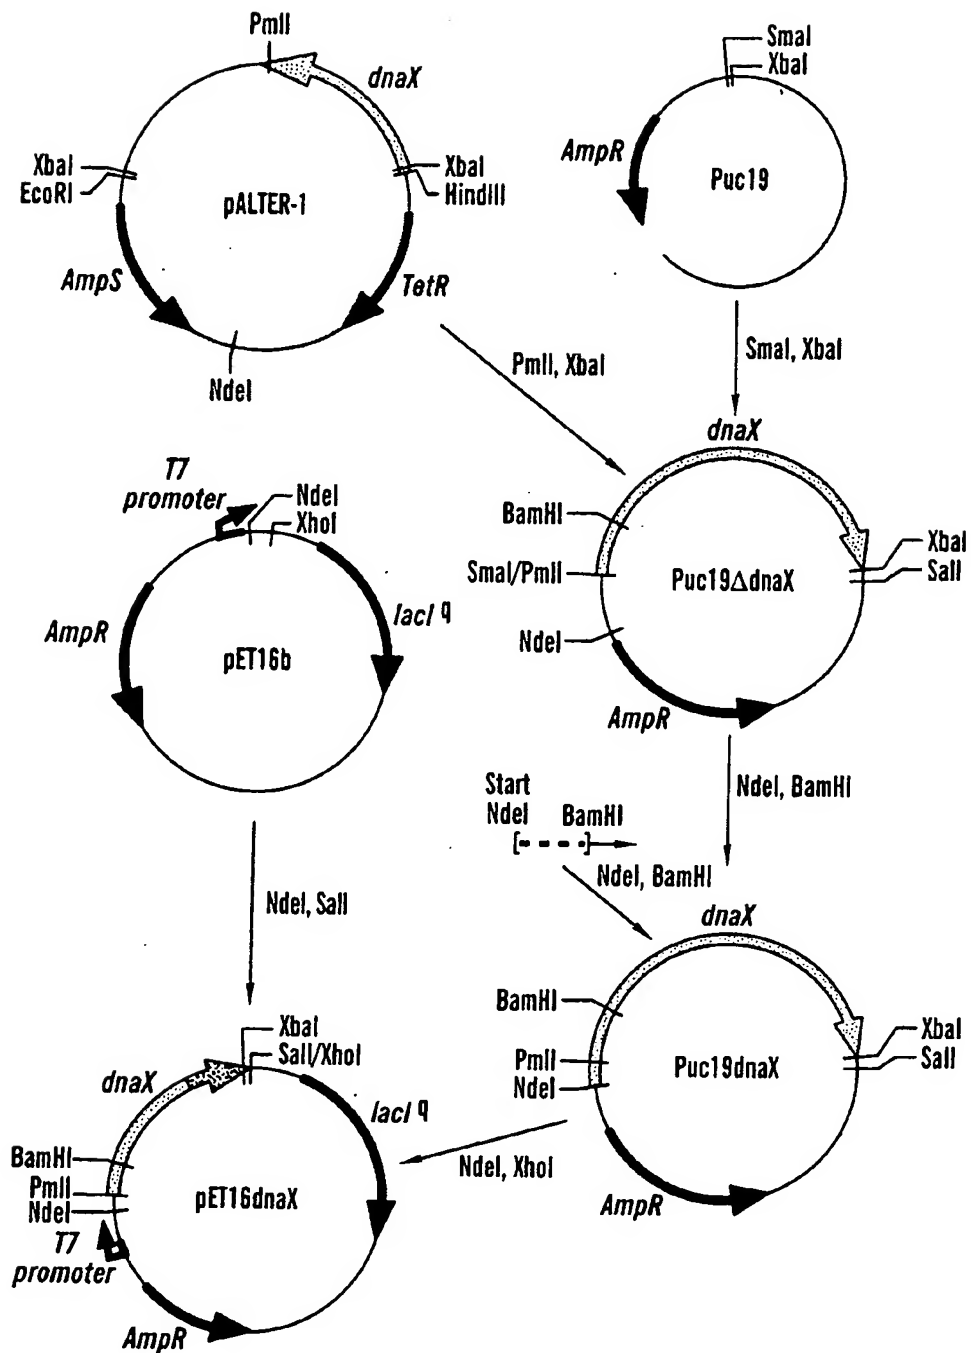 PmlI
dnaX
XbaI
EcoRI
pALTER-1
XbaI
HindIII
AmpS
TetR
NdeI
SmaI
XbaI
AmpR
Puc19
PmlI, XbaI
SmaI, XbaI
T7
promoter
NdeI
XhoI
AmpR
pET16b
lacI q
dnaX
BamHI
SmaI/PmlI
Puc19ΔdnaX
XbaI
SalI
NdeI
AmpR
NdeI, BamHI
Start
NdeI
BamHI
NdeI, BamHI
NdeI, SalI
dnaX
BamHI
PmlI
NdeI
Puc19dnaX
XbaI
SalI
AmpR
NdeI, XhoI
XbaI
SalI/XhoI
dnaX
lacI q
BamHI
PmlI
NdeI
pET16dnaX
T7
promoter
AmpR